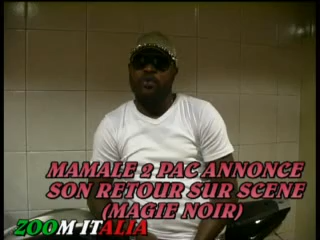 MAMALE 2 PAC ANNONCE
SON RETOUR SUR SCENE
(MAGIE NOIR)
ZOOM-ITALIA